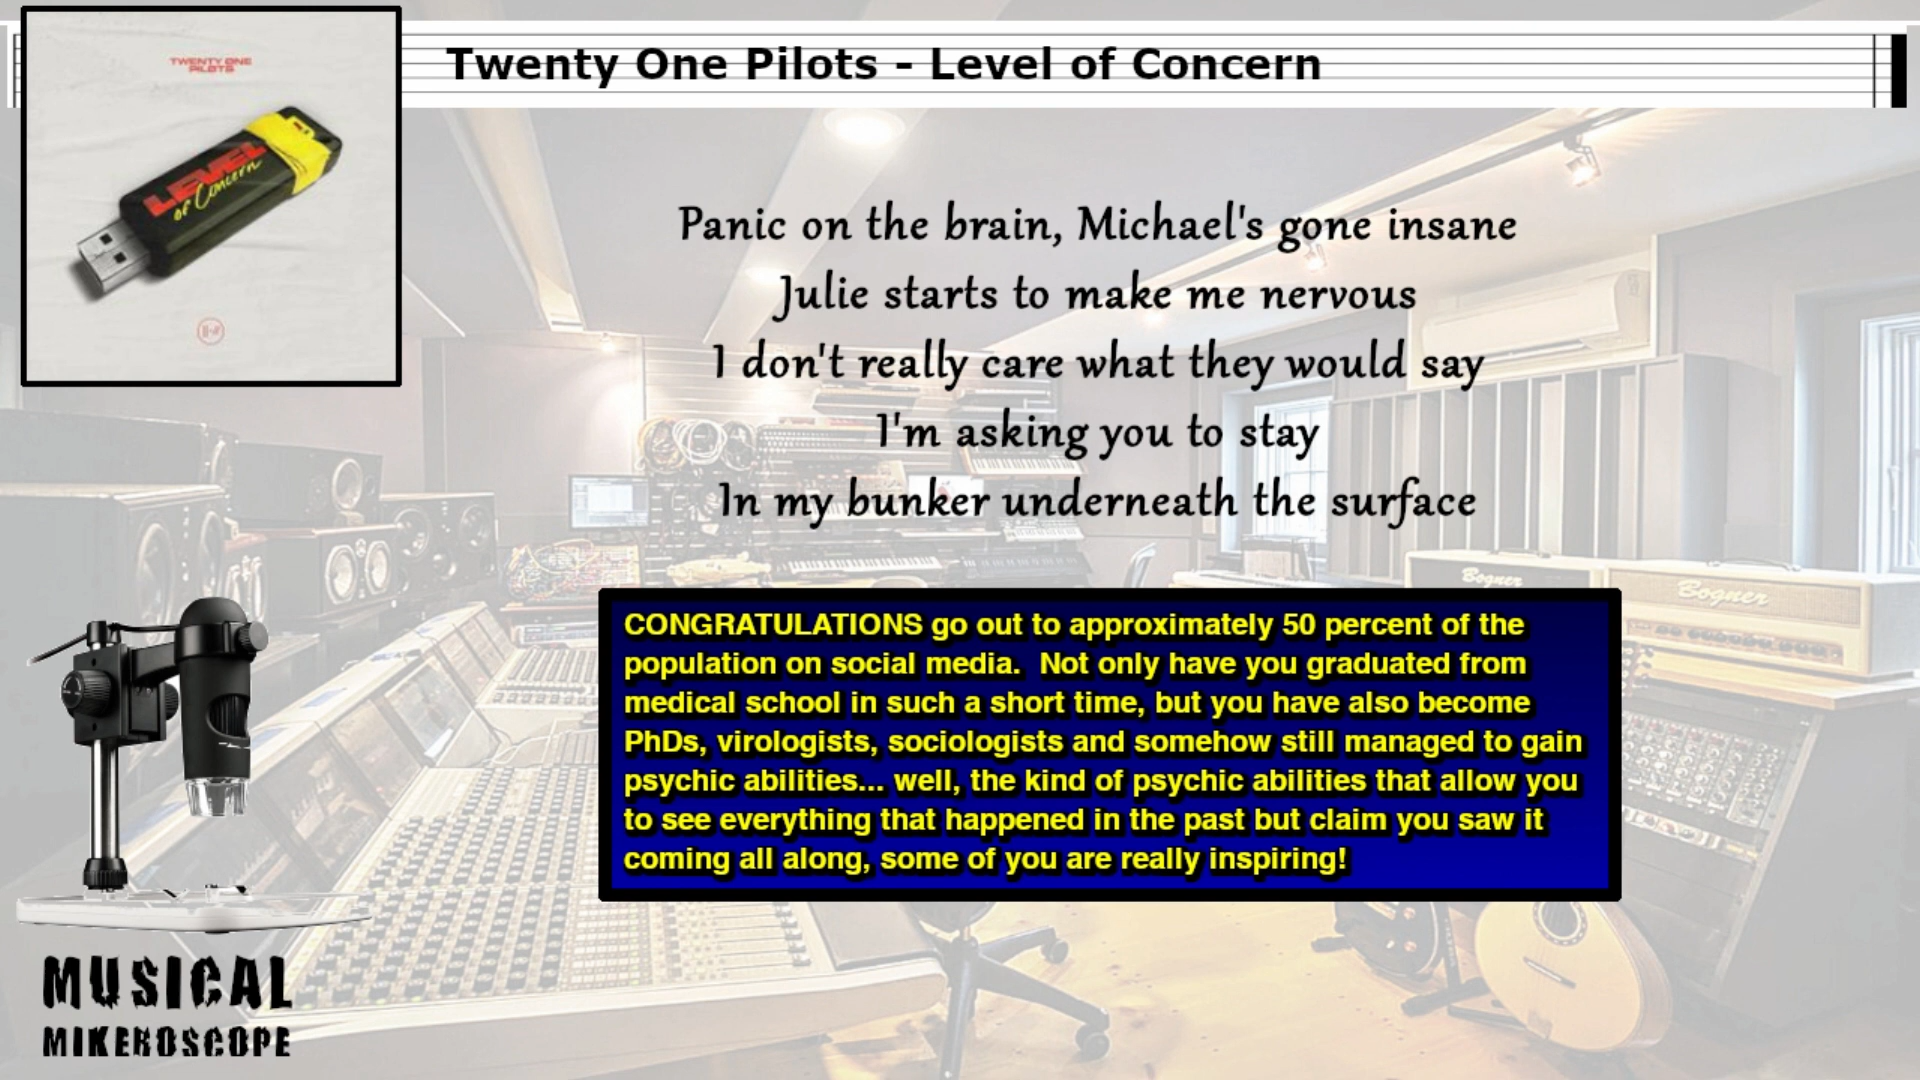 TWENTY ONE
PILOTS
LEVEL
of Concern
Twenty One Pilots - Level of Concern
Panic on the brain, Michael's gone insane
Julie starts to make me nervous
I don't really care what they would say
I'm asking you to stay
In my bunker underneath the surface
Bogner
Bogner
CONGRATULATIONS go out to approximately 50 percent of the
population on social media.  Not only have you graduated from
medical school in such a short time, but you have also become
PhDs, virologists, sociologists and somehow still managed to gain
psychic abilities... well, the kind of psychic abilities that allow you
to see everything that happened in the past but claim you saw it
coming all along, some of you are really inspiring!
MUSICAL
MIKEROSCOPE